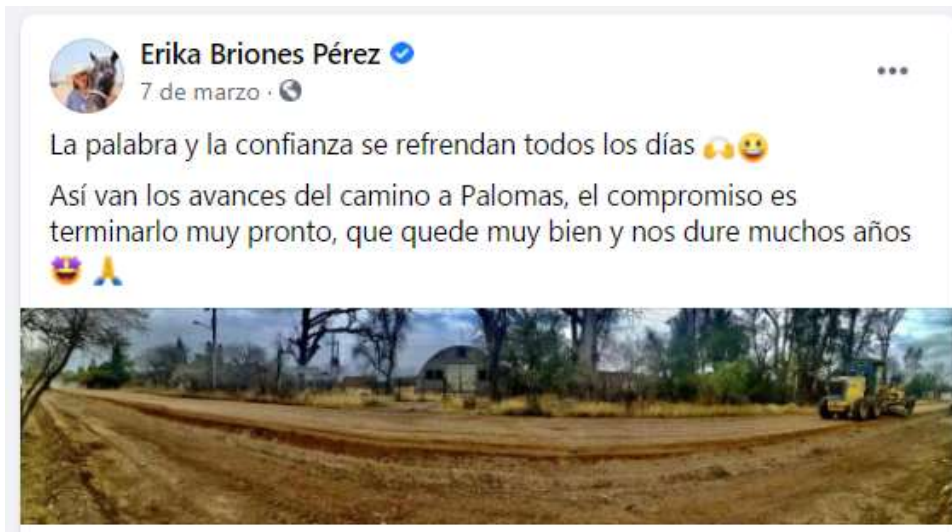 Erika Briones Pérez
7 de marzo ·
La palabra y la confianza se refrendan todos los días 🙌😀
Así van los avances del camino a Palomas, el compromiso es
terminarlo muy pronto, que quede muy bien y nos dure muchos años
🤩 🙏